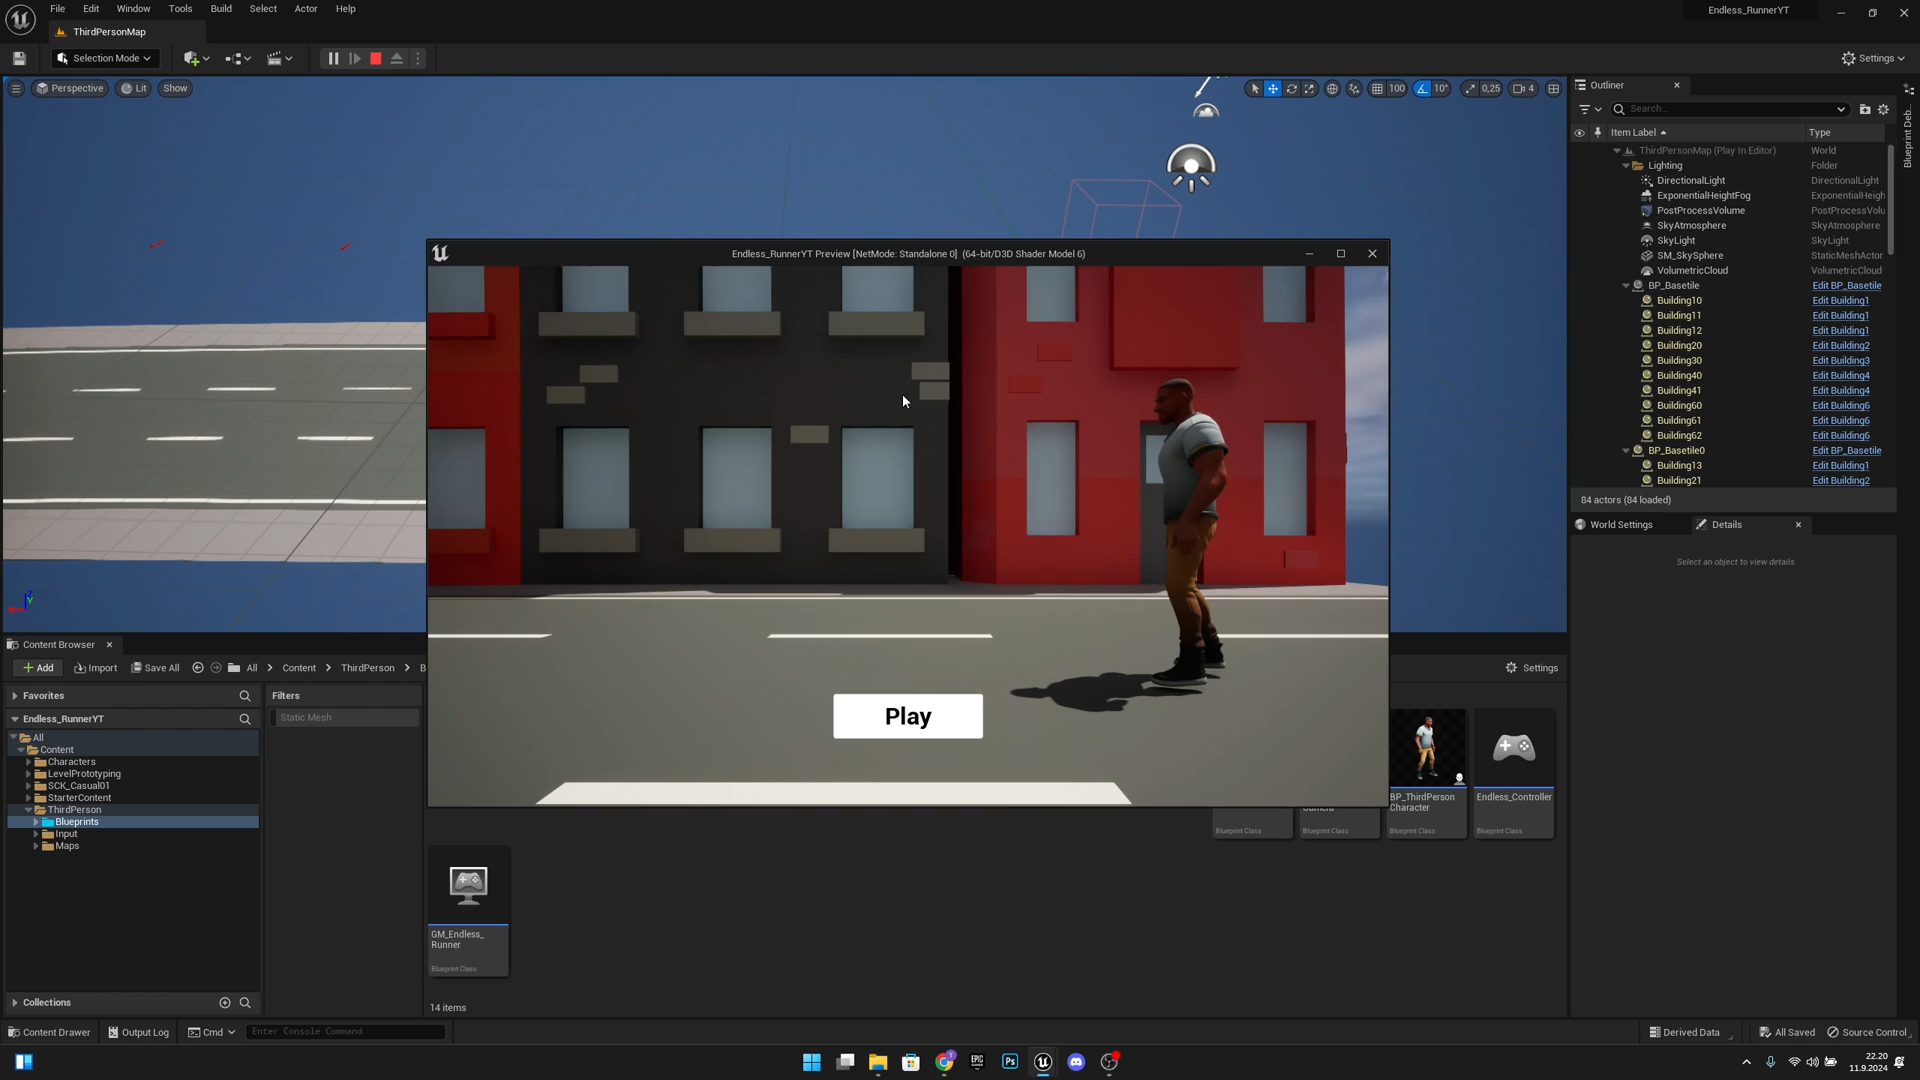 File Edit Window Tools Build Select Actor Help
Endless_RunnerYT
ThirdPersonMap
Selection Mode
Settings
Perspective Lit Show
100 10° 0,25 4
Outliner
Search...
Item Label Type
ThirdPersonMap (Play In Editor) World
Lighting Folder
DirectionalLight DirectionalLight
ExponentialHeightFog ExponentialHeigh
PostProcessVolume PostProcessVolu
SkyAtmosphere SkyAtmosphere
SkyLight SkyLight
SM_SkySphere StaticMeshActor
VolumetricCloud VolumetricCloud
BP_Basetile Edit BP_Basetile
Building10 Edit Building1
Building11 Edit Building1
Building12 Edit Building1
Building20 Edit Building2
Building30 Edit Building3
Building40 Edit Building4
Building41 Edit Building4
Building60 Edit Building6
Building61 Edit Building6
Building62 Edit Building6
BP_Basetile0 Edit BP_Basetile
Building13 Edit Building1
Building21 Edit Building2
84 actors (84 loaded)
Blueprint Deb...
World Settings Details
Select an object to view details.
Endless_RunnerYT Preview [NetMode: Standalone 0] (64-bit/D3D Shader Model 6)
Play
Content Browser
Add Import Save All All Content ThirdPerson B
Settings
Favorites
Filters
Endless_RunnerYT
Static Mesh
All
Content
Characters
LevelPrototyping
SCK_Casual01
StarterContent
ThirdPerson
Blueprints
Input
Maps
Collections
Blueprint Class
Blueprint Class
BP_ThirdPerson
Character
Blueprint Class
Endless_Controller
Blueprint Class
GM_Endless_
Runner
Blueprint Class
14 items
Content Drawer Output Log Cmd Enter Console Command
Derived Data All Saved Source Control
EPIC
GAMES
Ps
22.20
11.9.2024